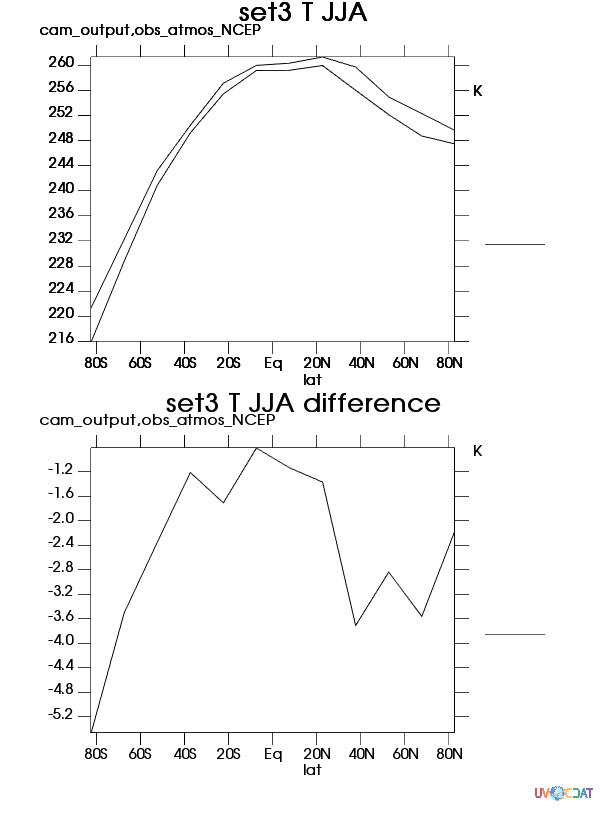 set3 T JJA
cam_output,obs_atmos_NCEP
260
256
252
248
244
240
236
232
228
224
220
216
K
80S 60S 40S 20S Eq 20N 40N 60N 80N
lat
set3 T JJA difference
cam_output,obs_atmos_NCEP
-1.2
-1.6
-2.0
-2.4
-2.8
-3.2
-3.6
-4.0
-4.4
-4.8
-5.2
K
80S 60S 40S 20S Eq 20N 40N 60N 80N
lat
UV CDAT